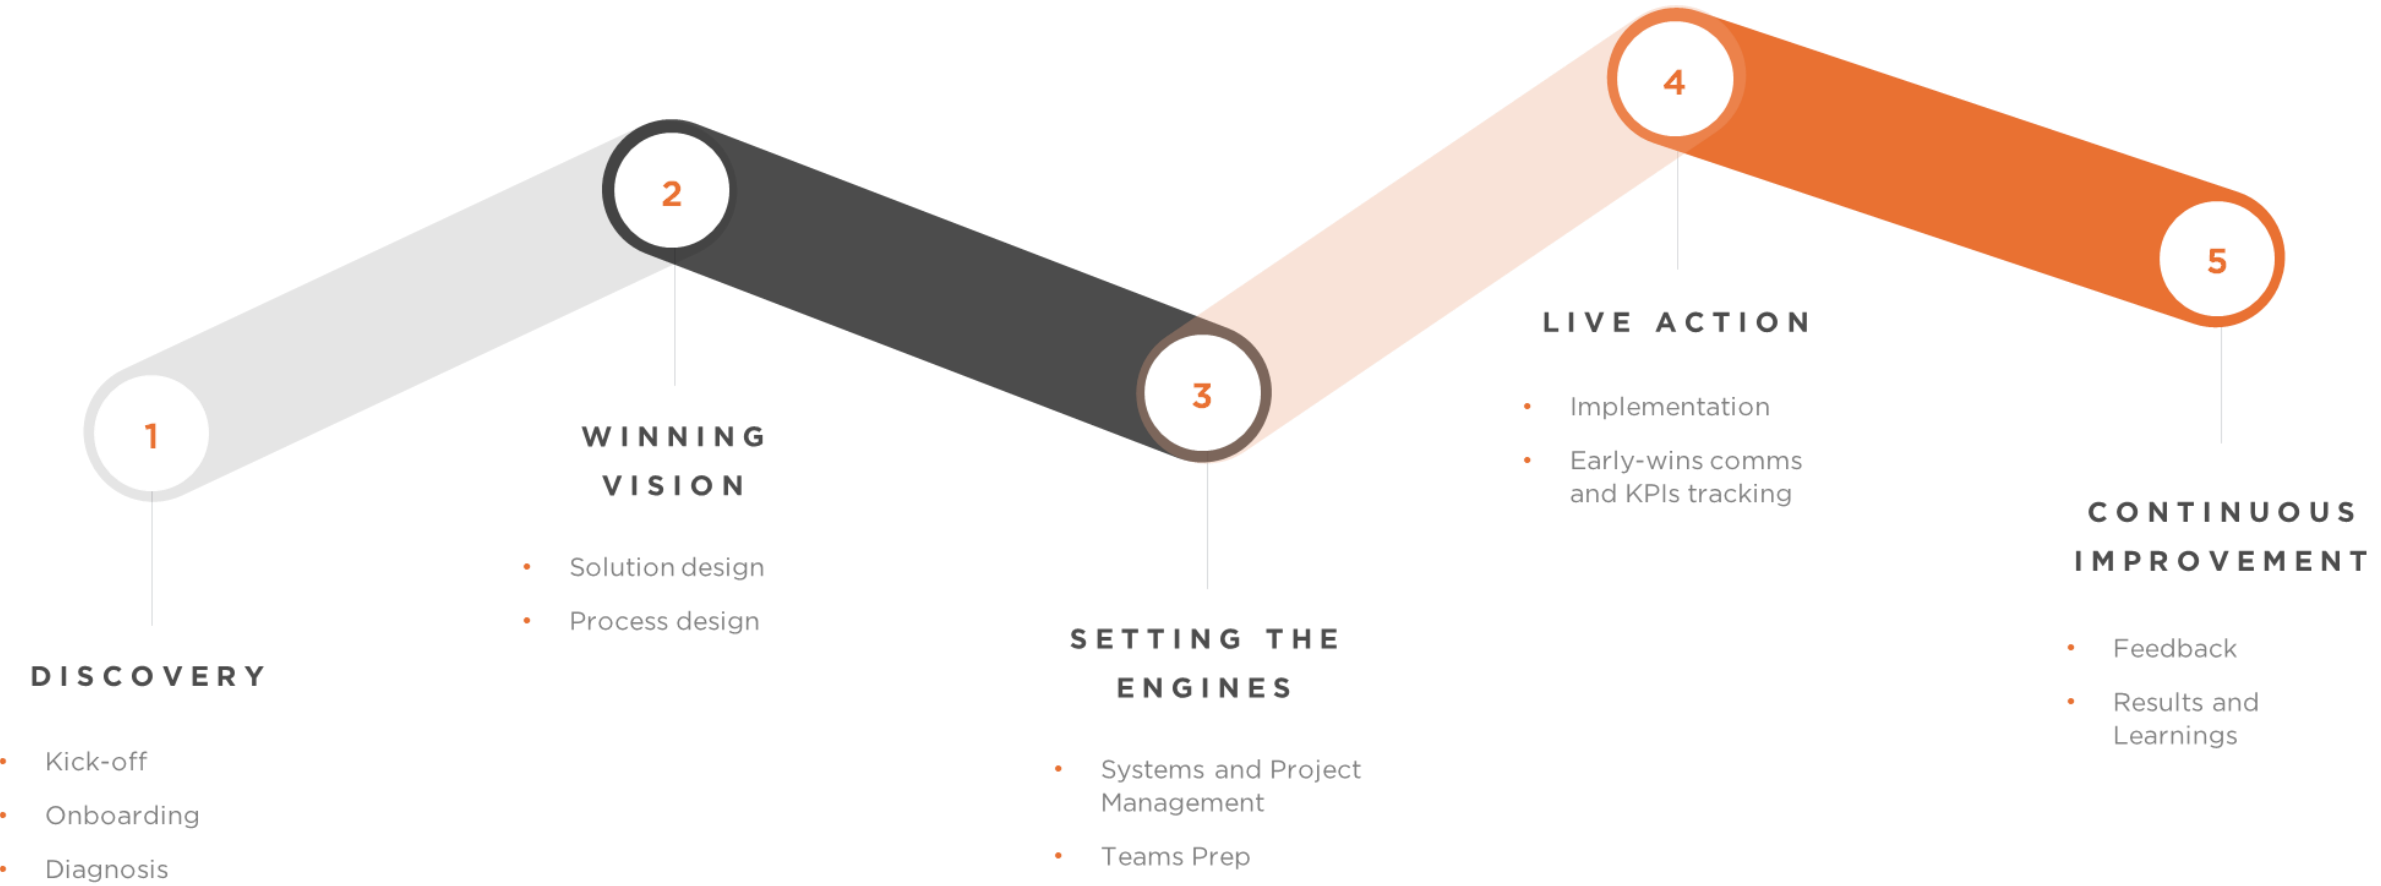 1
DISCOVERY
• Kick-off
• Onboarding
• Diagnosis
2
WINNING
VISION
• Solution design
• Process design
3
SETTING THE
ENGINES
• Systems and Project
Management
• Teams Prep
4
LIVE ACTION
• Implementation
• Early-wins comms
and KPIs tracking
5
CONTINUOUS
IMPROVEMENT
• Feedback
• Results and
Learnings